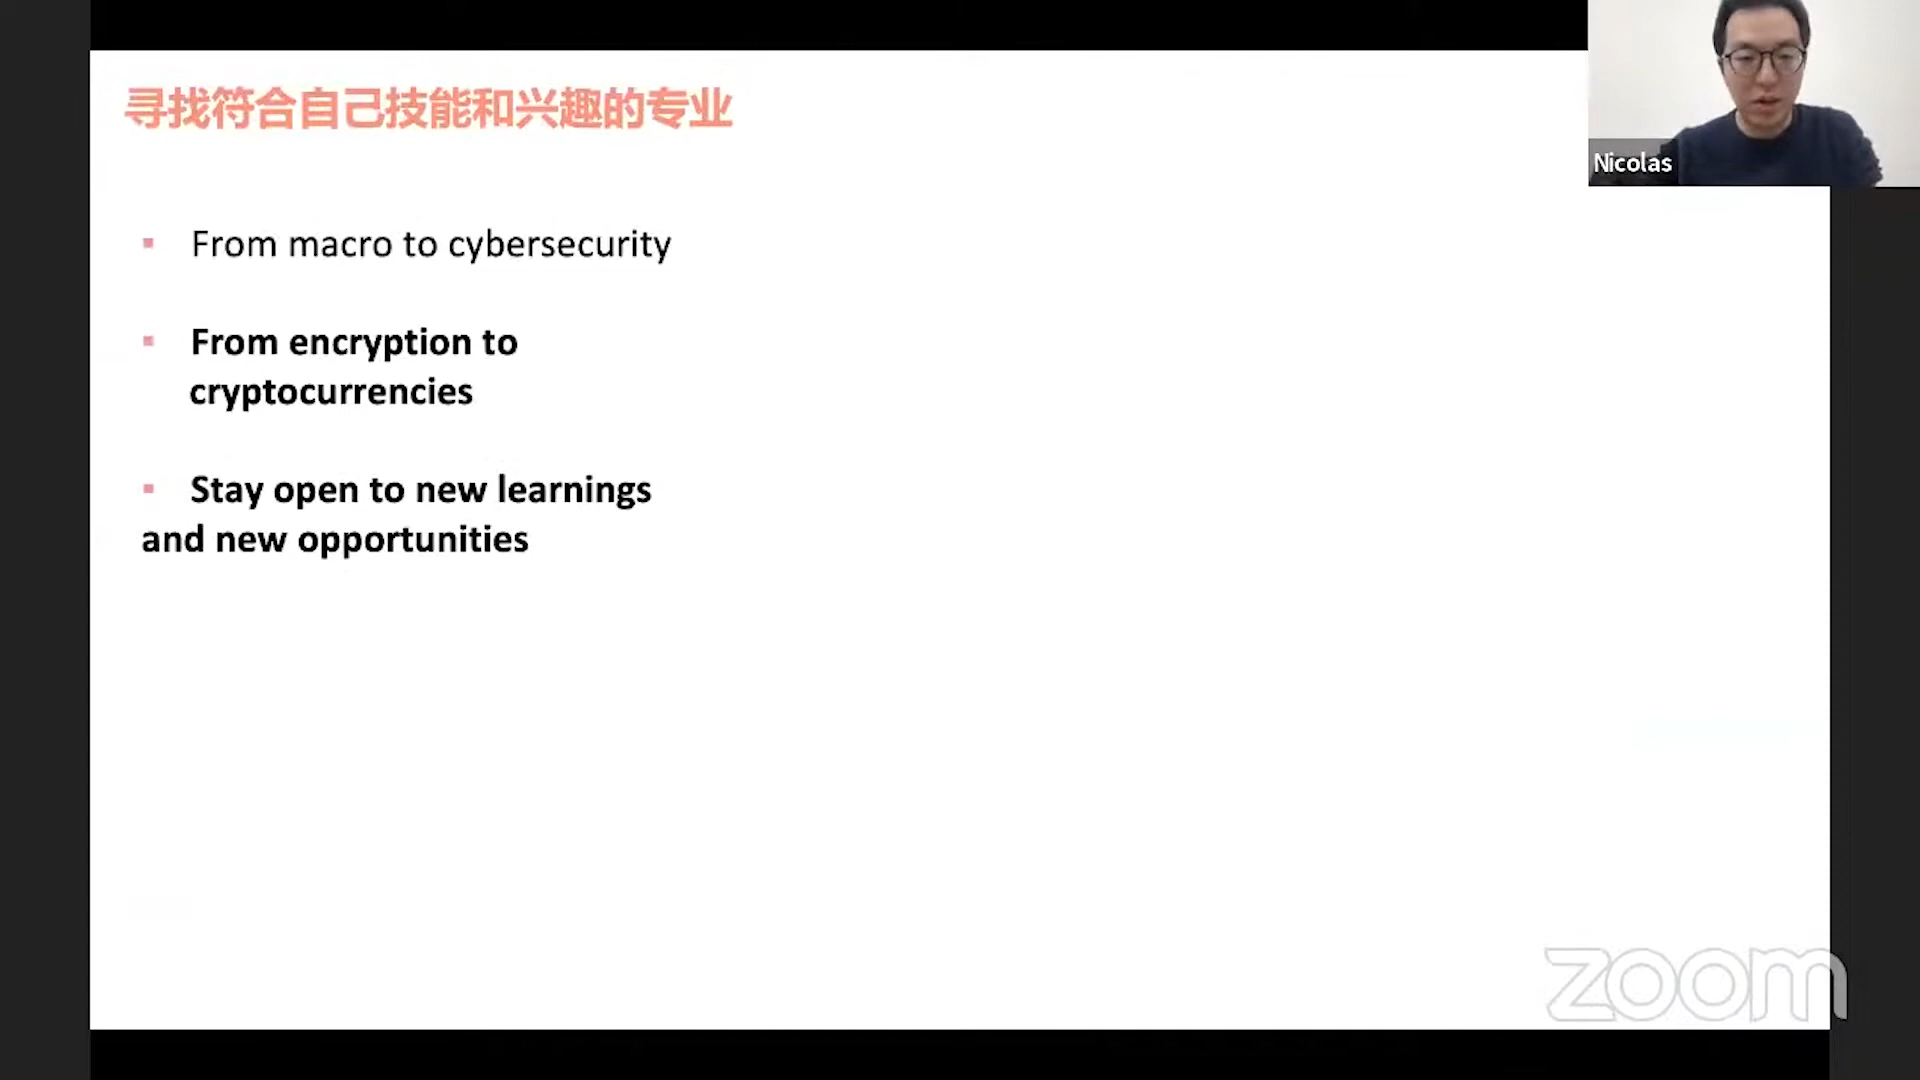 寻找符合自己技能和兴趣的专业
Nicolas
▪ From macro to cybersecurity
▪ From encryption to
cryptocurrencies
▪ Stay open to new learnings
and new opportunities
zoom